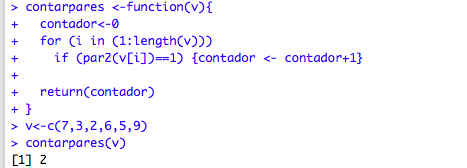 > contarpares <-function(v){
+   contador<-0
+   for (i in (1:length(v)))
+     if (par2(v[i])==1) {contador <- contador+1}
+
+   return(contador)
+ }
> v<-c(7,3,2,6,5,9)
> contarpares(v)
[1] 2